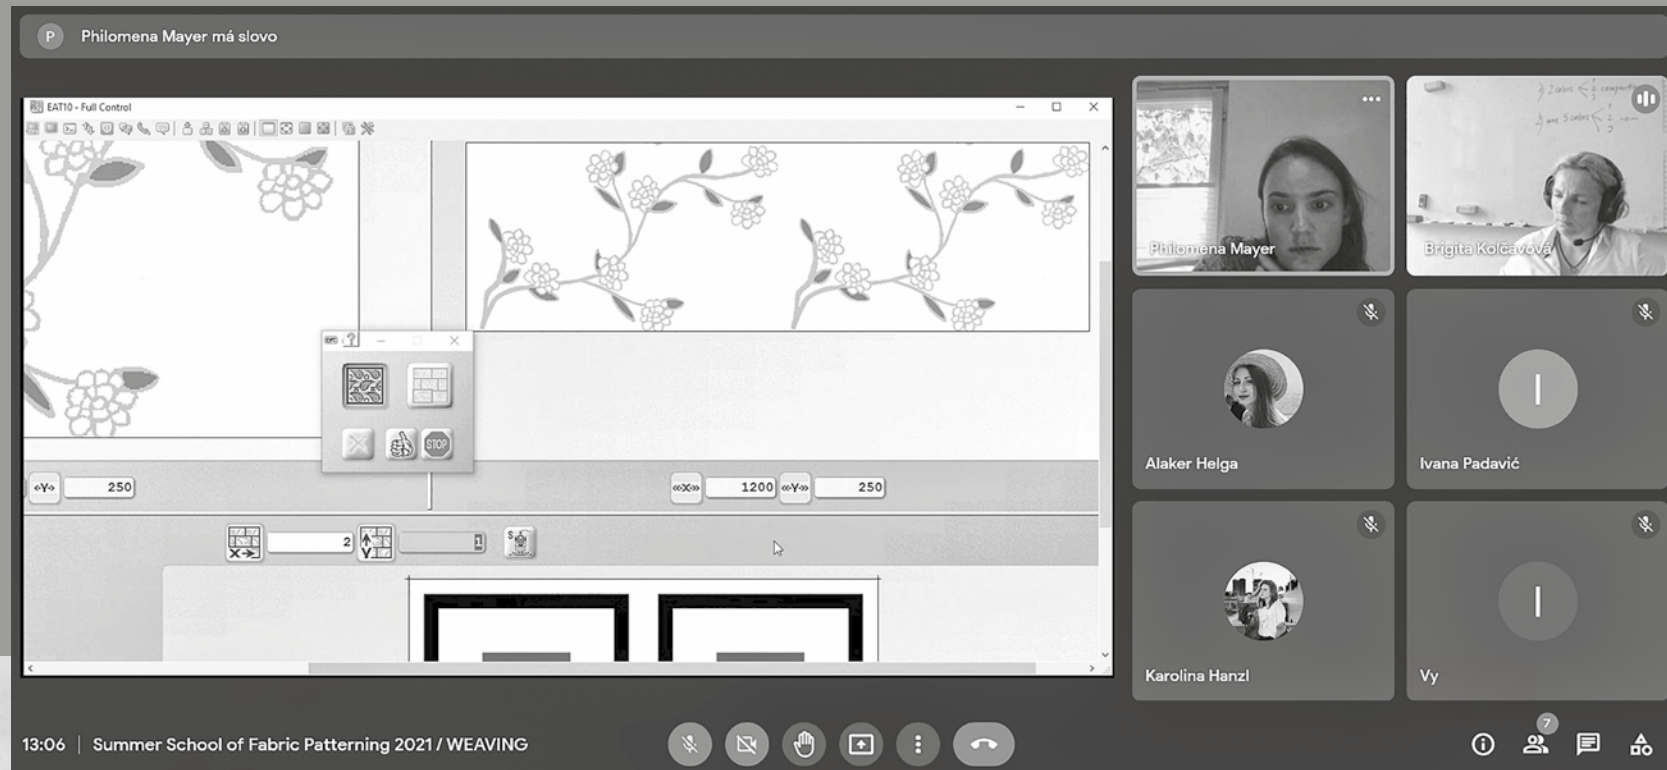 P Philomena Mayer má slovo
EAT10 - Full Control
STOP
Y 250
X 1200 Y 250
X 2 Y 1
S
Philomena Mayer
Brigita Kolčavová
Alaker Helga
I
Ivana Padavić
Karolina Hanzl
I
Vy
7
13:06 | Summer School of Fabric Patterning 2021 / WEAVING